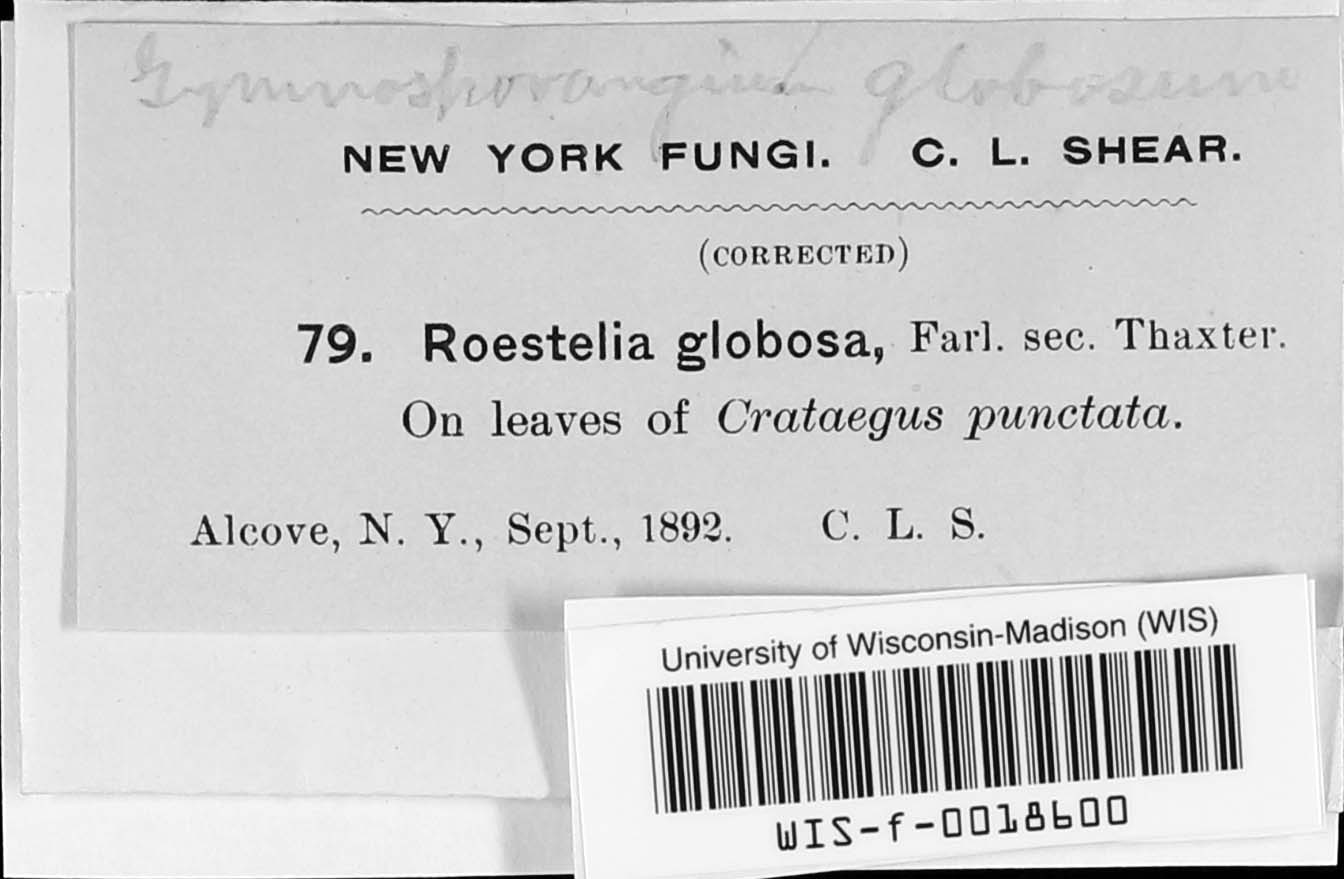 Gymnosporangium globosum
NEW YORK FUNGI. C. L. SHEAR.
(CORRECTED)
79. Roestelia globosa, Farl. sec. Thaxter.
On leaves of Crataegus punctata.
Alcove, N. Y., Sept., 1892. C. L. S.
University of Wisconsin-Madison (WIS)
WIS-f-0018600